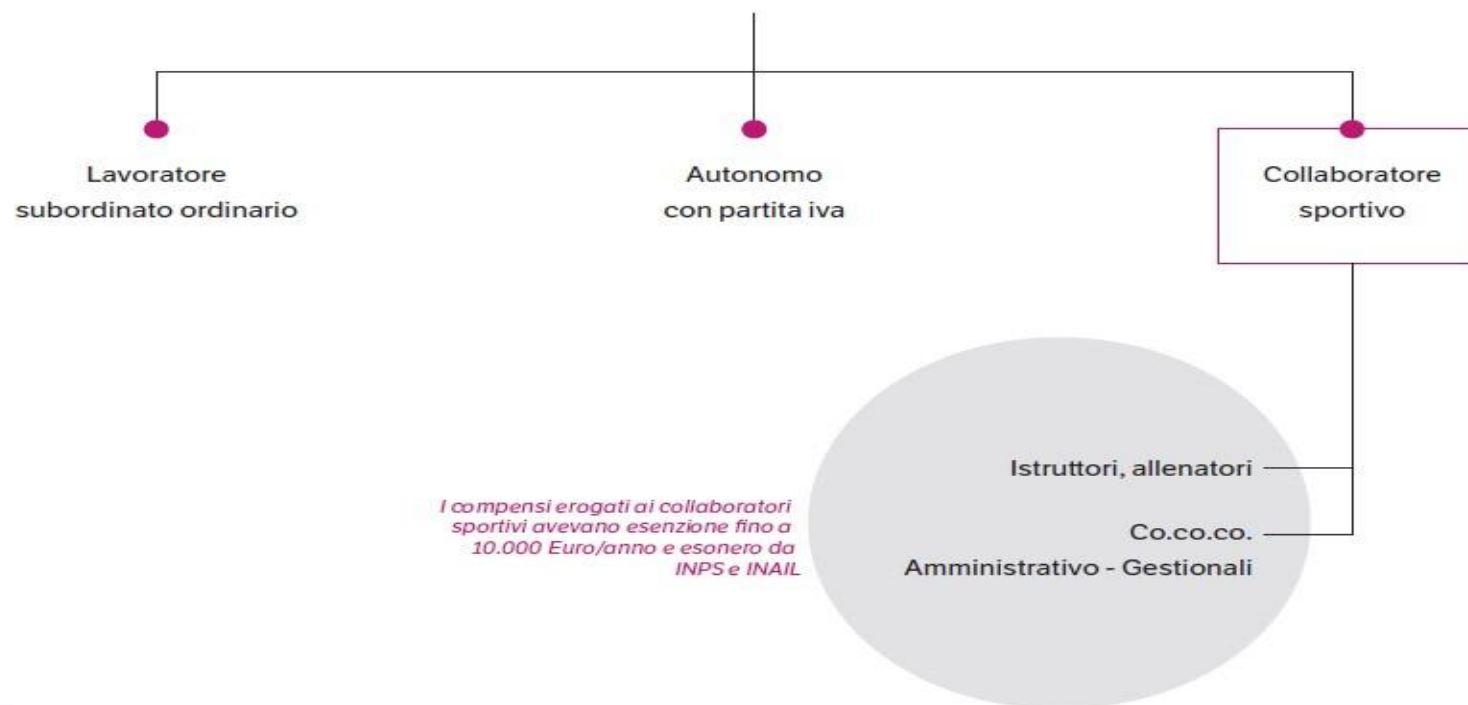 Lavoratore
subordinato ordinario
Autonomo
con partita iva
Collaboratore
sportivo
Istruttori, allenatori
I compensi erogati ai collaboratori
sportivi avevano esenzione fino a
10.000 Euro/anno e esonero da
INPS e INAIL
Co.co.co.
Amministrativo - Gestionali